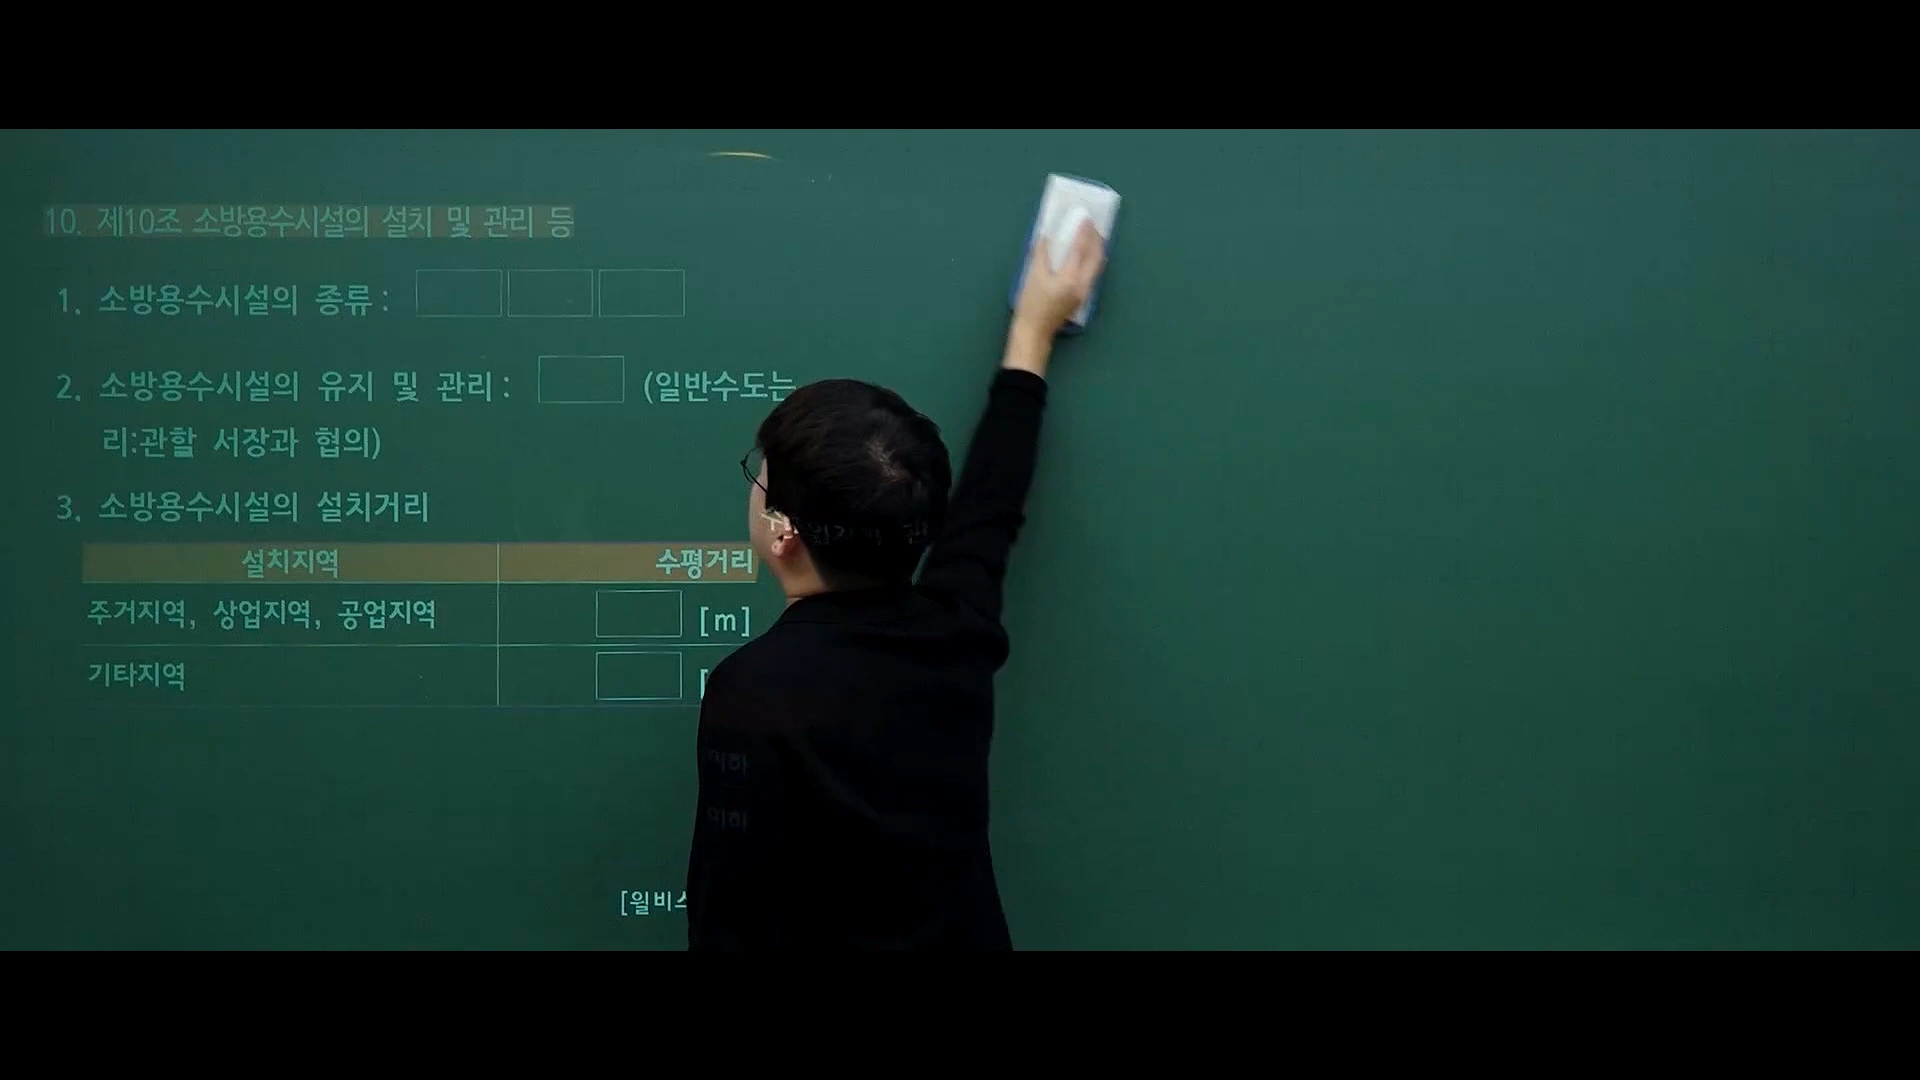 10. 제10조 소방용수시설의 설치 및 관리 등
1. 소방용수시설의 종류:
2. 소방용수시설의 유지 및 관리: (일반수도는
리:관할 서장과 협의)
3. 소방용수시설의 설치거리
설치지역 수평거리
주거지역, 상업지역, 공업지역 [m]
기타지역 [
이하
이하
[윌비스